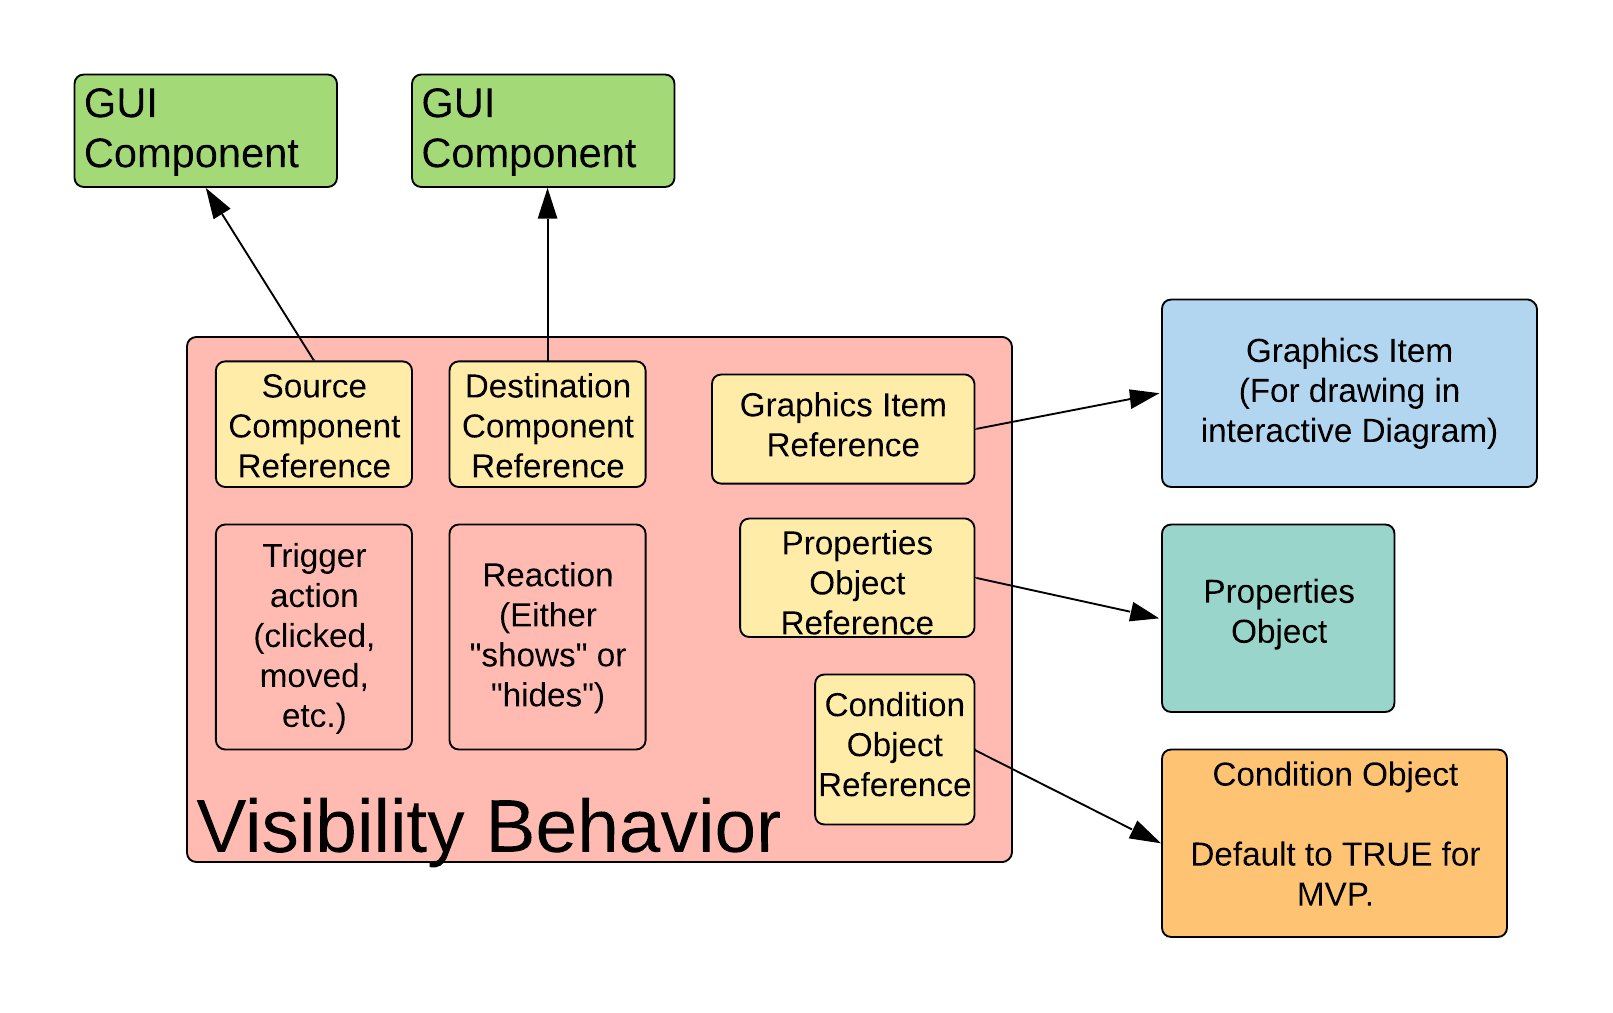 GUI
Component
GUI
Component
Source
Component
Reference
Destination
Component
Reference
Graphics Item
Reference
Graphics Item
(For drawing in
interactive Diagram)
Trigger
action
(clicked,
moved,
etc.)
Reaction
(Either
"shows" or
"hides")
Properties
Object
Reference
Properties
Object
Condition
Object
Reference
Condition Object
Default to TRUE for
MVP.
Visibility Behavior